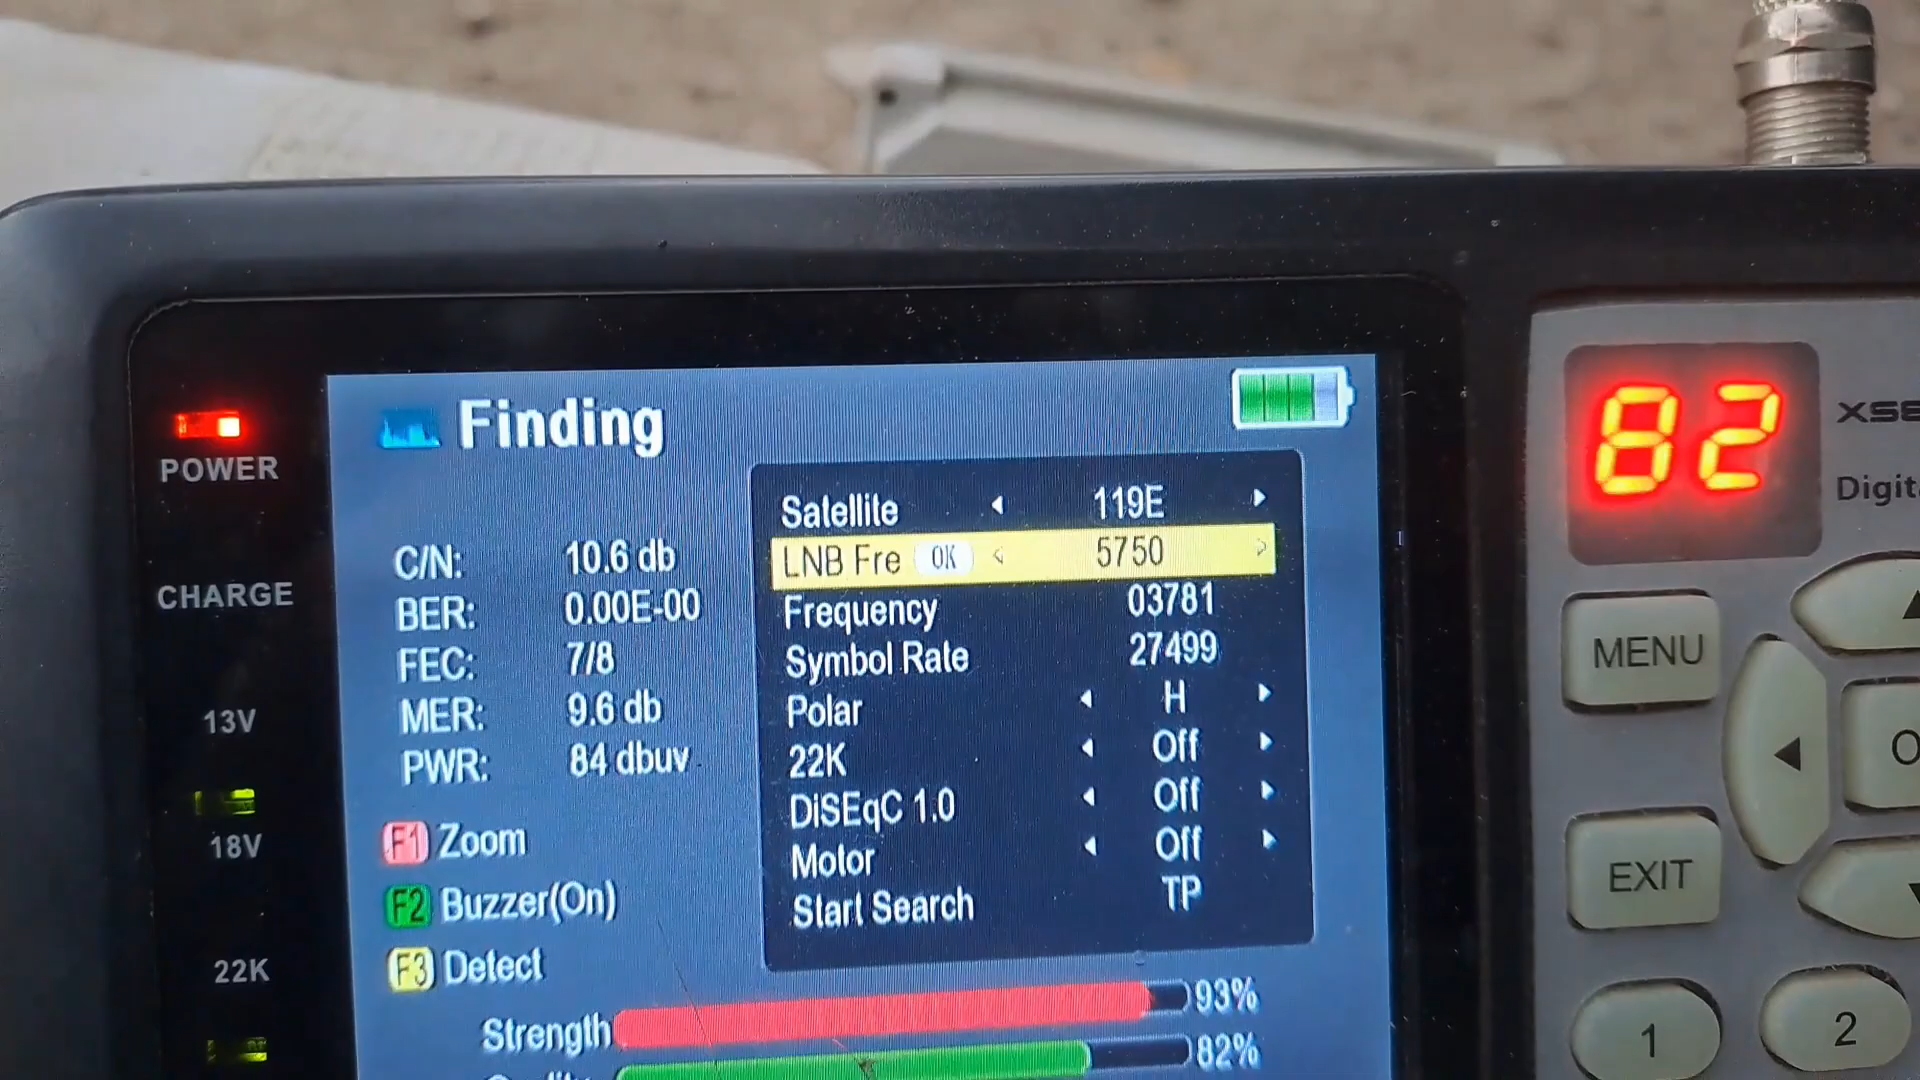 Finding
POWER
CHARGE
13V
18V
22K
C/N: 10.6 db
BER: 0.00E-00
FEC: 7/8
MER: 9.6 db
PWR: 84 dbuv
F1 Zoom
F2 Buzzer(On)
F3 Detect
Satellite 119E
LNB Fre OK 5750
Frequency 03781
Symbol Rate 27499
Polar H
22K Off
DiSEqC 1.0 Off
Motor Off
Start Search TP
Strength 93%
82%
82
Digit
MENU
EXIT
1
2